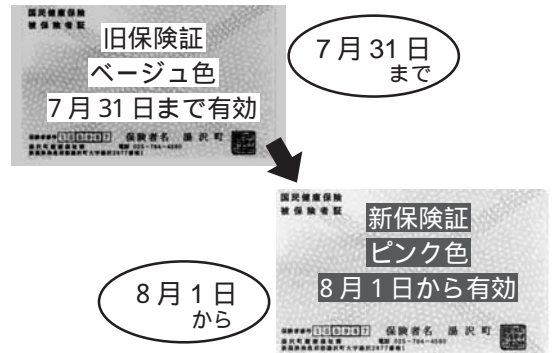 国民健康保険
被保険者証
旧保険証
ベージュ色
7月31日まで有効
保険者名 湯沢町
7月31日
まで
国民健康保険
被保険者証
新保険証
ピンク色
8月1日から有効
保険者名 湯沢町
8月1日
から